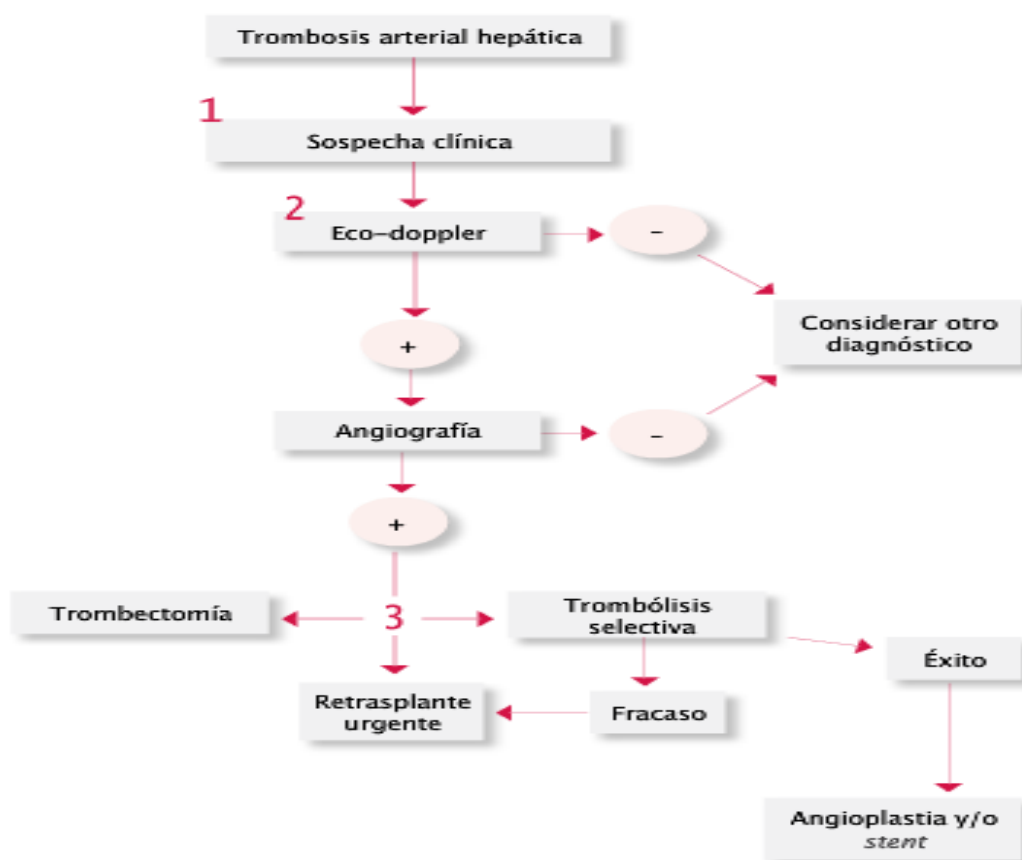 Trombosis arterial hepática
1
Sospecha clínica
2
Eco-doppler
-
Considerar otro
diagnóstico
+
Angiografía
-
+
Trombectomía
3
Trombólisis
selectiva
Éxito
Retrasplante
urgente
Fracaso
Angioplastia y/o
stent